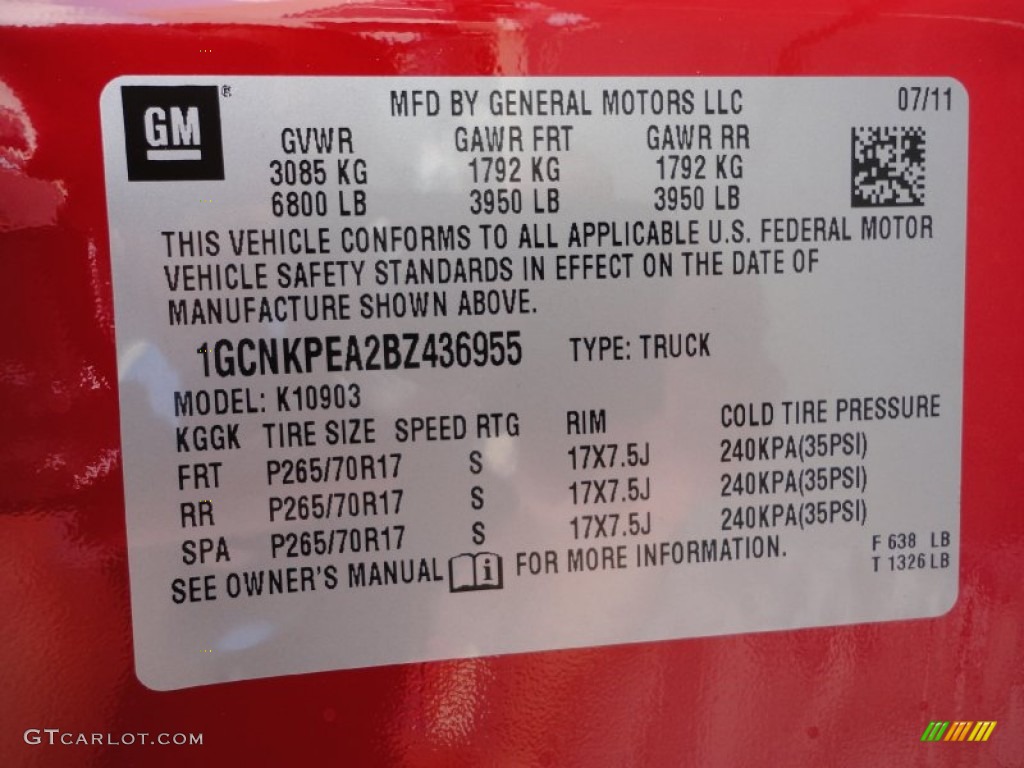 GM®
MFD BY GENERAL MOTORS LLC 07/11
GVWR GAWR FRT GAWR RR
3085 KG 1792 KG 1792 KG
6800 LB 3950 LB 3950 LB
THIS VEHICLE CONFORMS TO ALL APPLICABLE U.S. FEDERAL MOTOR
VEHICLE SAFETY STANDARDS IN EFFECT ON THE DATE OF
MANUFACTURE SHOWN ABOVE.
1GCNKPEA2BZ436955 TYPE: TRUCK
MODEL: K10903
KGGK TIRE SIZE SPEED RTG RIM COLD TIRE PRESSURE
FRT P265/70R17 S 17X7.5J 240KPA(35PSI)
RR P265/70R17 S 17X7.5J 240KPA(35PSI)
SPA P265/70R17 S 17X7.5J 240KPA(35PSI)
SEE OWNER'S MANUAL i FOR MORE INFORMATION.
F 638 LB
T 1326 LB
GTCARLOT.COM